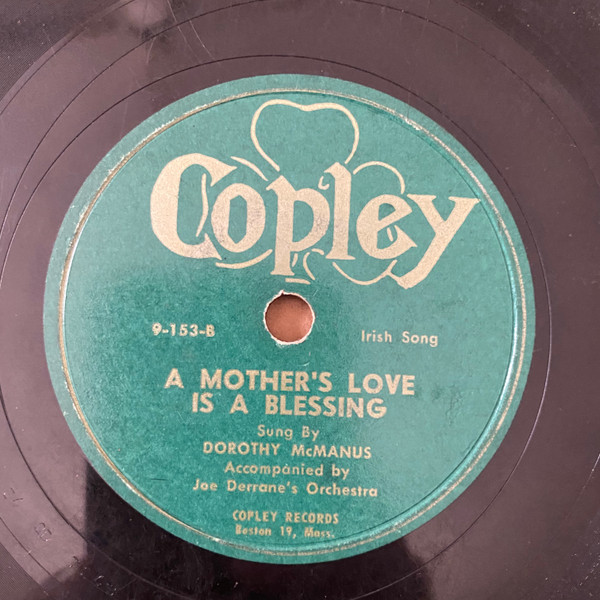 Copley
9-153-B
Irish Song
A MOTHER'S LOVE
IS A BLESSING
Sung By
DOROTHY McMANUS
Accompanied by
Joe Derrane's Orchestra
COPLEY RECORDS
Boston 19, Mass.